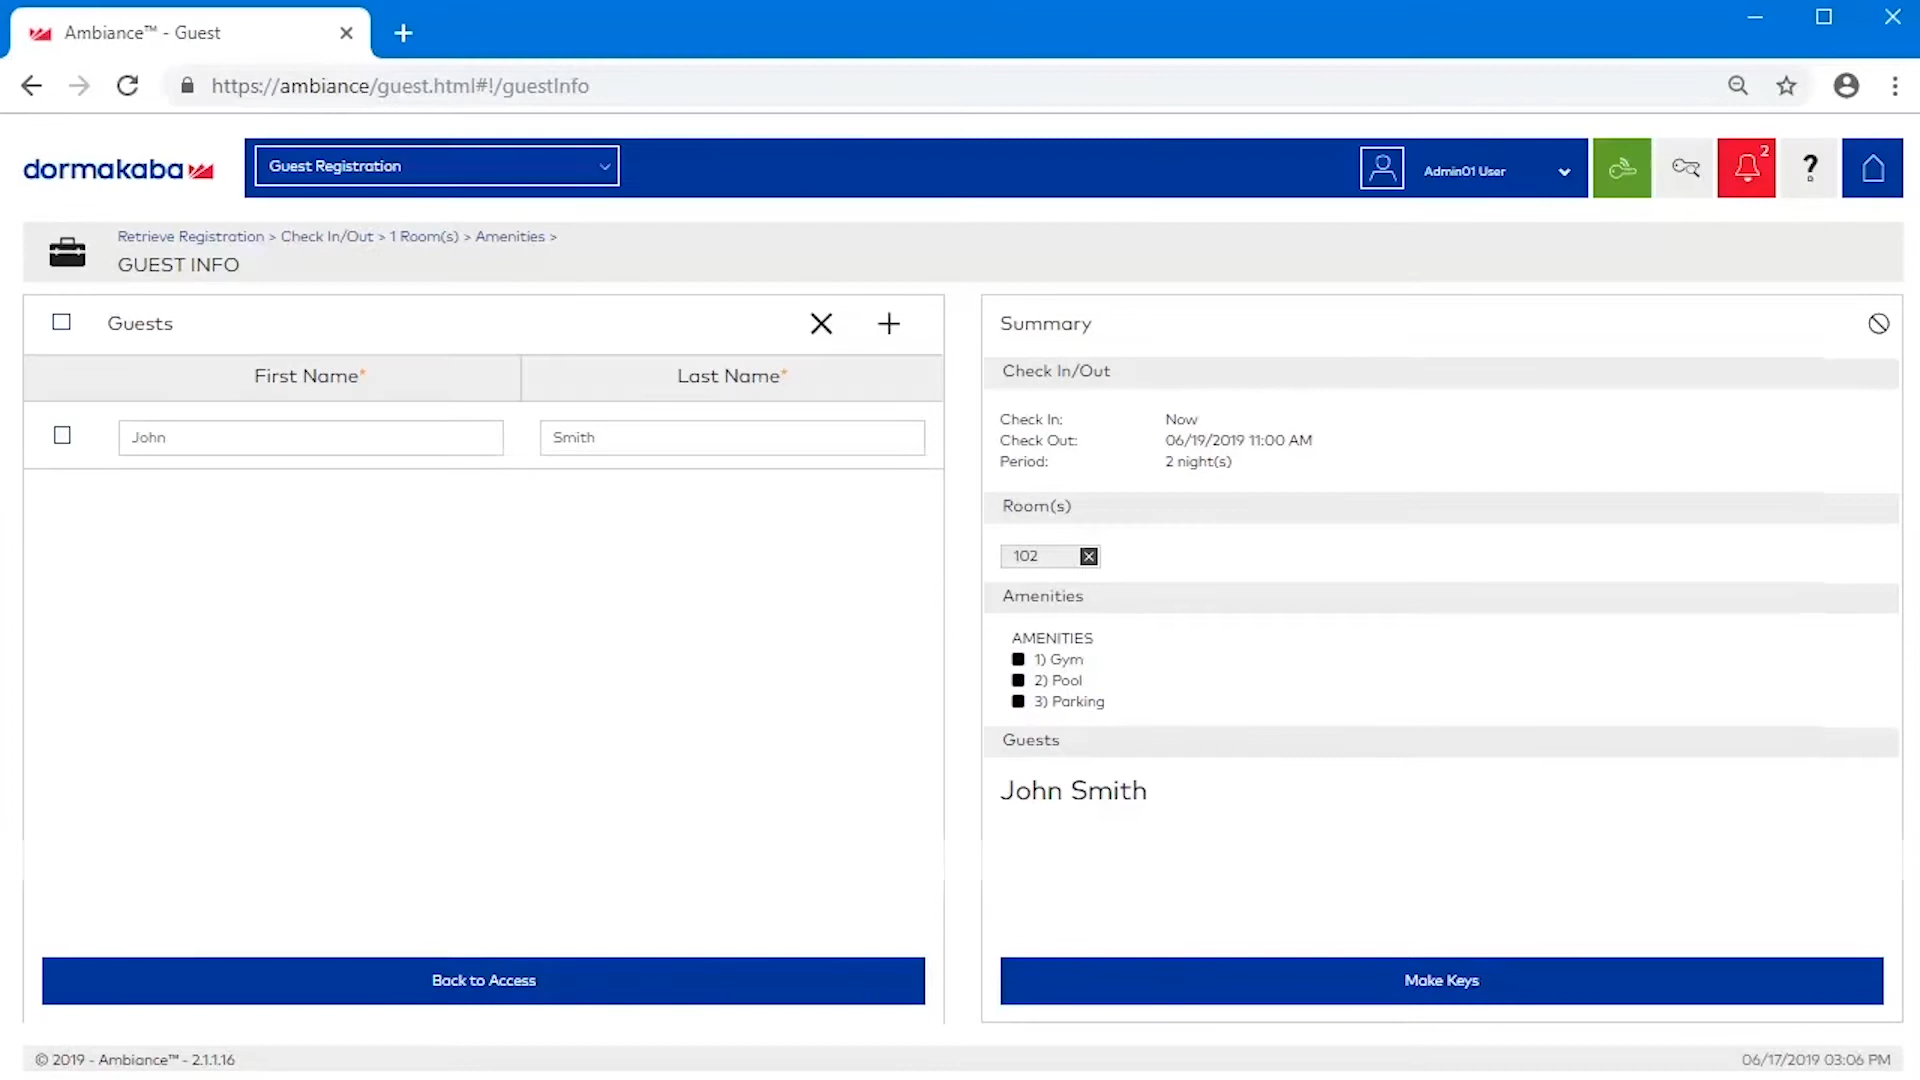 Ambiance™ - Guest
https://ambiance/guest.html#!/guestInfo
dormakaba
Guest Registration
Admin01 User
2
?
Retrieve Registration > Check In/Out > 1 Room(s) > Amenities >
GUEST INFO
Guests
First Name* Last Name*
John Smith
Back to Access
Summary
Check In/Out
Check In: Now
Check Out: 06/19/2019 11:00 AM
Period: 2 night(s)
Room(s)
102
Amenities
AMENITIES
1) Gym
2) Pool
3) Parking
Guests
John Smith
Make Keys
© 2019 - Ambiance™ - 2.1.1.16
06/17/2019 03:06 PM